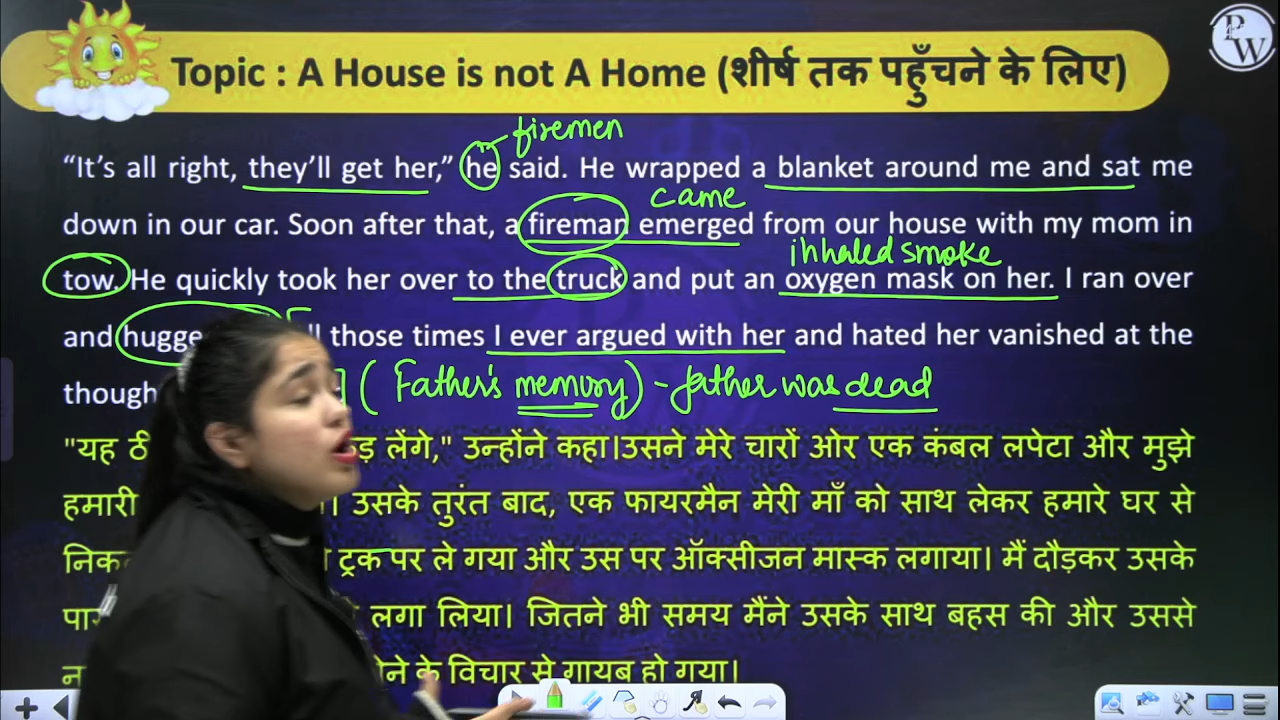 Topic : A House is not A Home (शीर्ष तक पहुँचने के लिए)
PW
firemen
“It’s all right, they’ll get her,” he said. He wrapped a blanket around me and sat me
came
down in our car. Soon after that, a fireman emerged from our house with my mom in
inhaled smoke
tow. He quickly took her over to the truck and put an oxygen mask on her. I ran over
and those times I ever argued with her and hated her vanished at the
(Father's memory) - father was dead
"यह लेंगे," उन्होंने कहा।उसने मेरे चारों ओर एक कंबल लपेटा और मुझे
हमारी उसके तुरंत बाद, एक फायरमैन मेरी माँ को साथ लेकर हमारे घर से
ट्रक पर ले गया और उस पर ऑक्सीजन मास्क लगाया। मैं दौड़कर उसके
लगा लिया। जितने भी समय मैंने उसके साथ बहस की और उससे
के विचार से गायब हो गया।